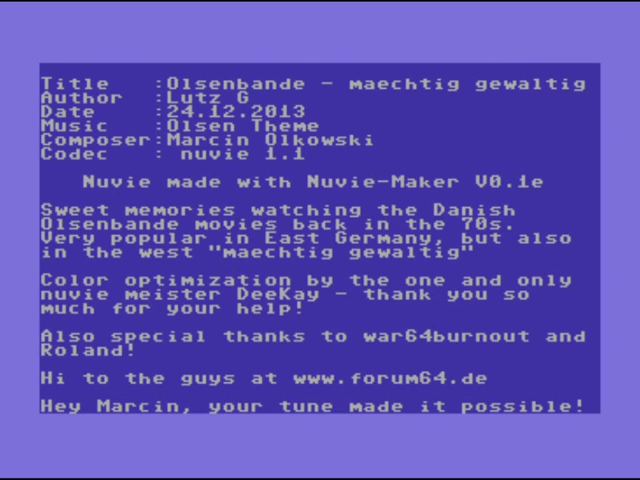 Title   :Olsenbande - maechtig gewaltig
Author  :Lutz G
Date    :24.12.2013
Music   :Olsen Theme
Composer:Marcin Olkowski
Codec   : nuvie 1.1
Nuvie made with Nuvie-Maker V0.1e
Sweet memories watching the Danish
Olsenbande movies back in the 70s.
Very popular in East Germany, but also
in the west "maechtig gewaltig"
Color optimization by the one and only
nuvie meister DeeKay - thank you so
much for your help!
Also special thanks to war64burnout and
Roland!
Hi to the guys at www.forum64.de
Hey Marcin, your tune made it possible!